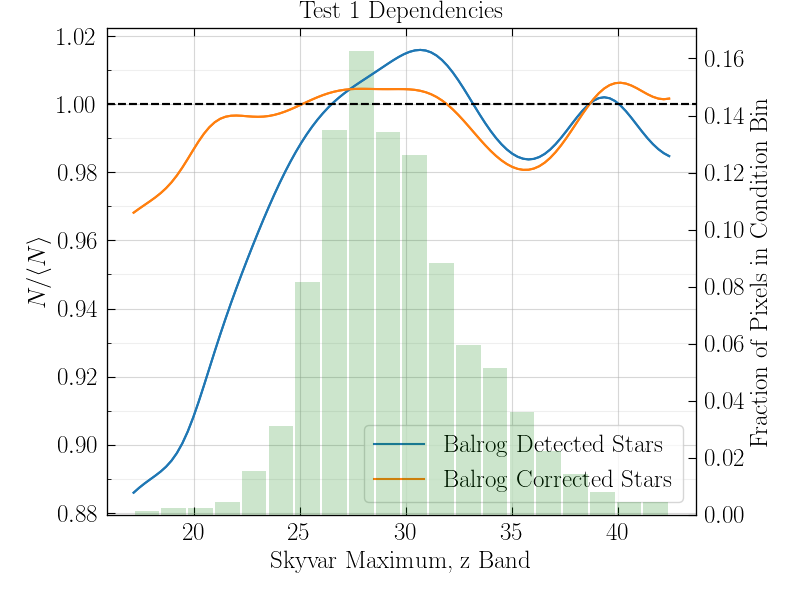 Test 1 Dependencies
1.02
1.00
0.98
0.96
0.94
0.92
0.90
0.88
N/⟨N⟩
0.16
0.14
0.12
0.10
0.08
0.06
0.04
0.02
0.00
Fraction of Pixels in Condition Bin
Balrog Detected Stars
Balrog Corrected Stars
20 25 30 35 40
Skyvar Maximum, z Band